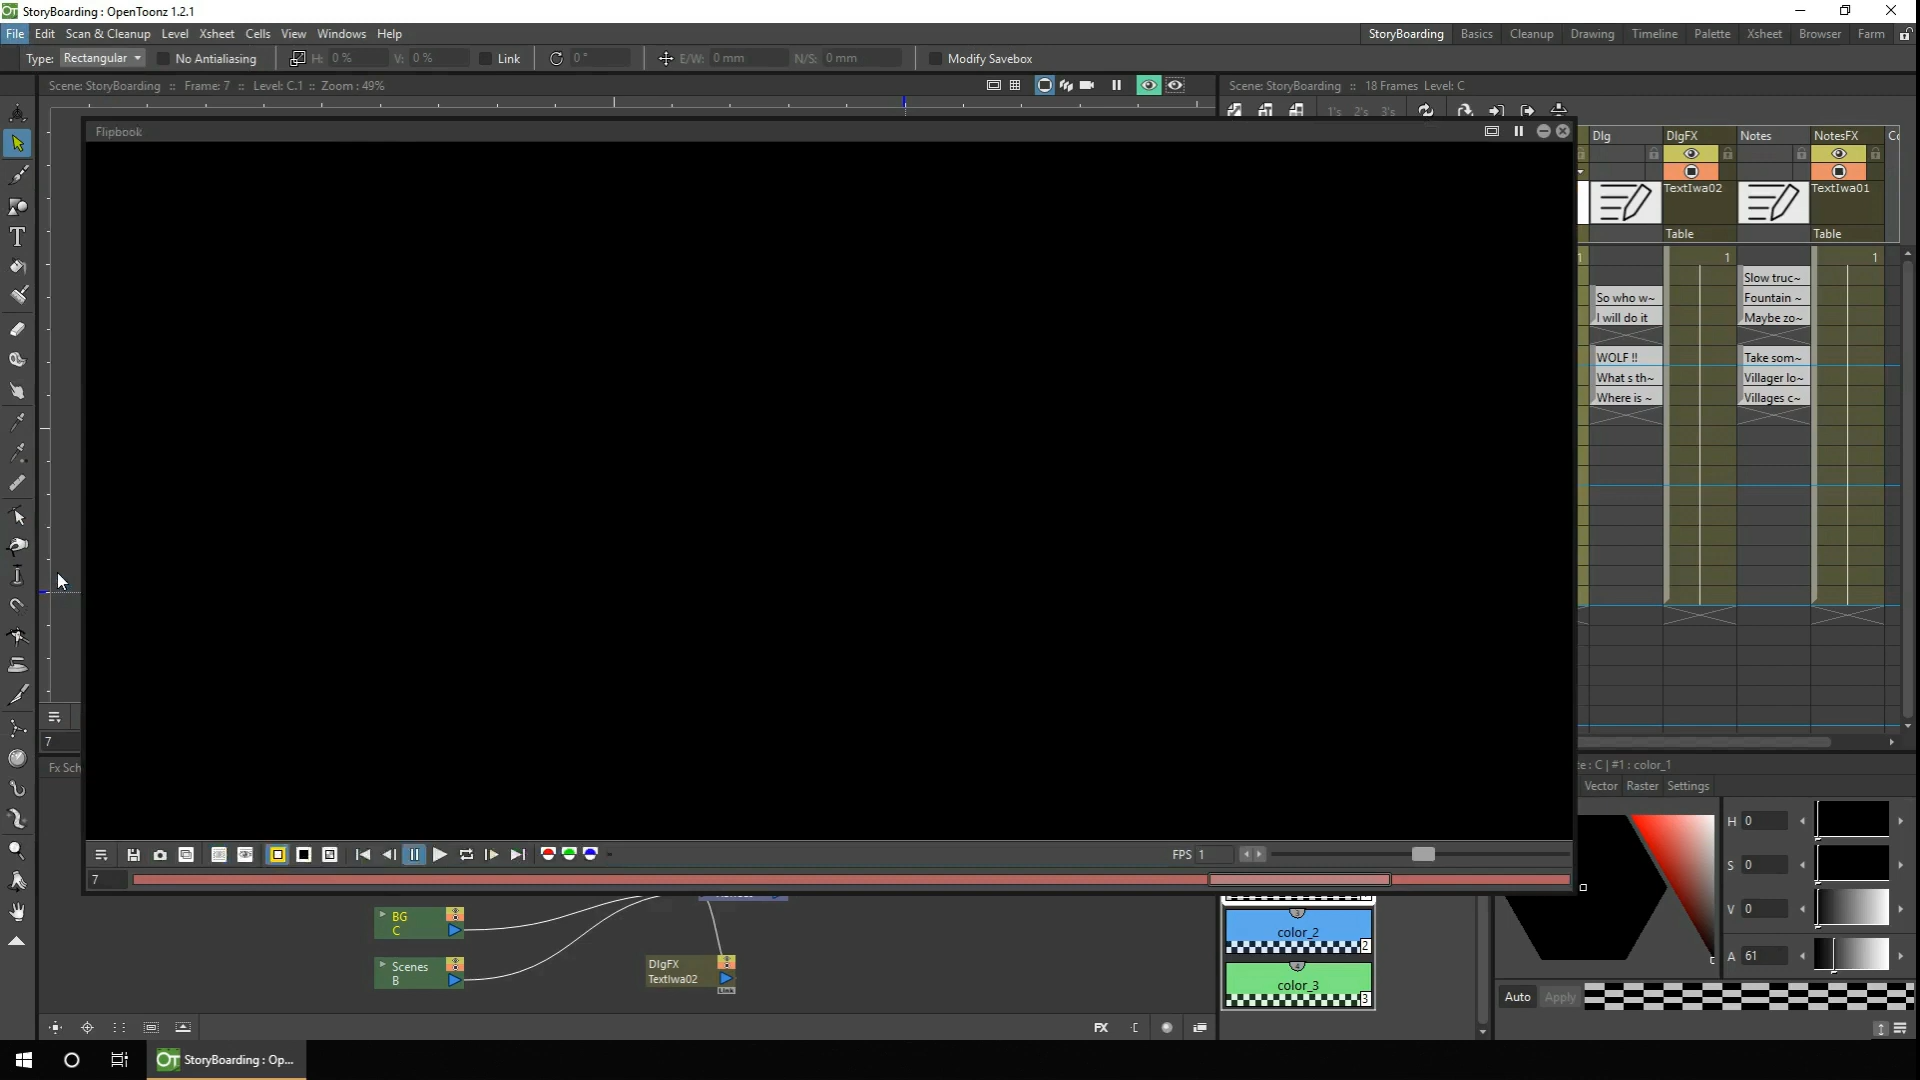 StoryBoarding : OpenToonz 1.2.1
File Edit Scan & Cleanup Level Xsheet Cells View Windows Help
StoryBoarding Basics Cleanup Drawing Timeline Palette Xsheet Browser Farm
Type: Rectangular No Antialiasing H: 0 % V: 0 % Link 0 ° E/W: 0 mm N/S: 0 mm Modify Savebox
Scene: StoryBoarding :: Frame: 7 :: Level: C.1 :: Zoom : 49%
Scene: StoryBoarding :: 18 Frames Level: C
1's 2's 3's
Flipbook
Dlg DlgFX Notes NotesFX
TextIwa02 TextIwa01
Table Table
1 1 1
Slow truc~
So who w~ Fountain ~
I will do it Maybe zo~
WOLF !! Take som~
What s th~ Villager lo~
Where is ~ Villages c~
7
Fx Sch
te : C | #1 : color_1
Vector Raster Settings
H 0
S 0
V 0
A 61
Auto Apply
FPS 1
7
BG
C
Scenes
B
DlgFX
TextIwa02
Link
3
color_2
2
4
color_3
3
FX
StoryBoarding : Op...